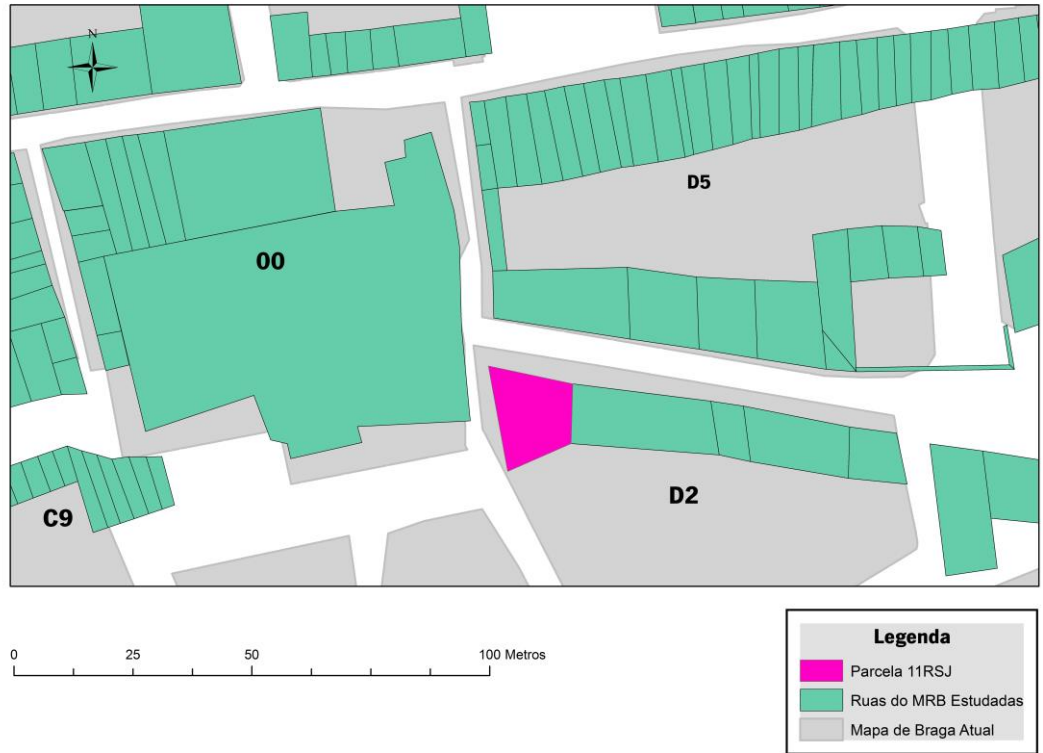 N
D5
00
D2
C9
0 25 50 100 Metros
Legenda
Parcela 11RSJ
Ruas do MRB Estudadas
Mapa de Braga Atual